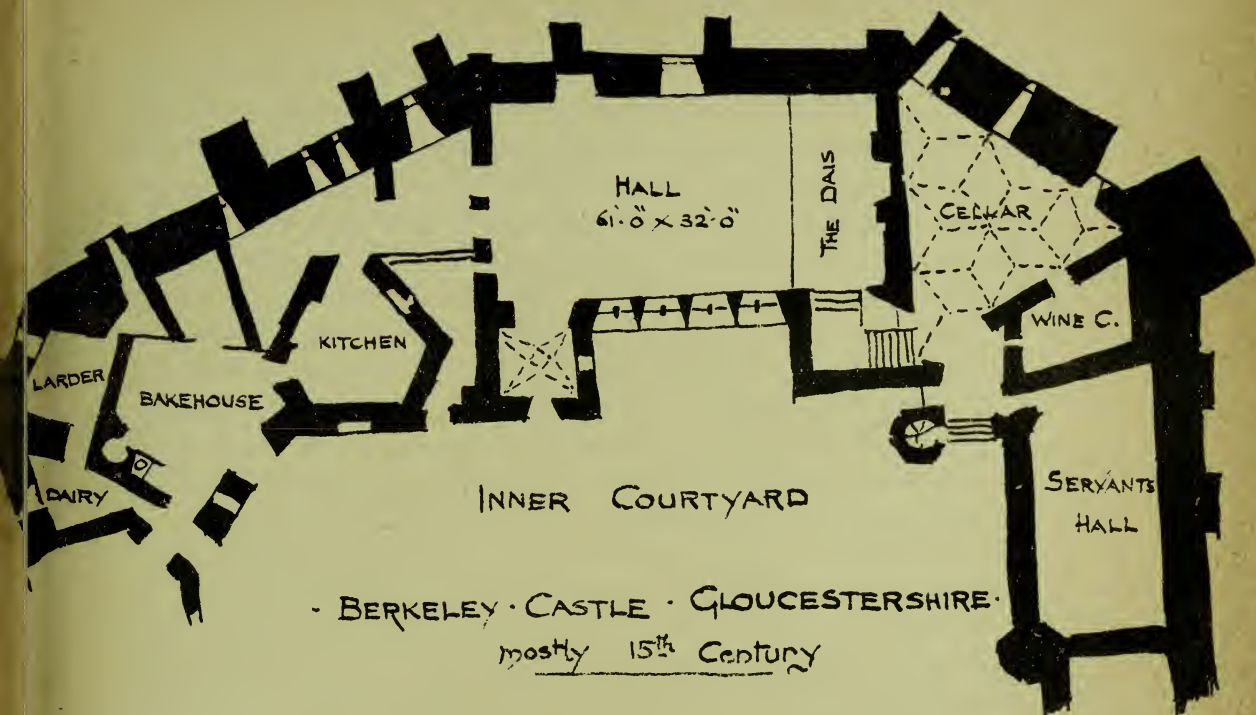 HALL
61'·0" × 32'·0"
THE DAIS
CELLAR
WINE C.
KITCHEN
LARDER
BAKEHOUSE
DAIRY
INNER COURTYARD
SERVANTS
HALL
· BERKELEY · CASTLE · GLOUCESTERSHIRE ·
mostly 15th Century